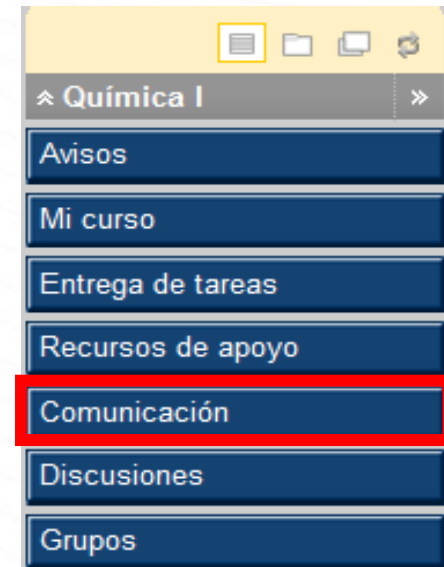 Química I
Avisos
Mi curso
Entrega de tareas
Recursos de apoyo
Comunicación
Discusiones
Grupos